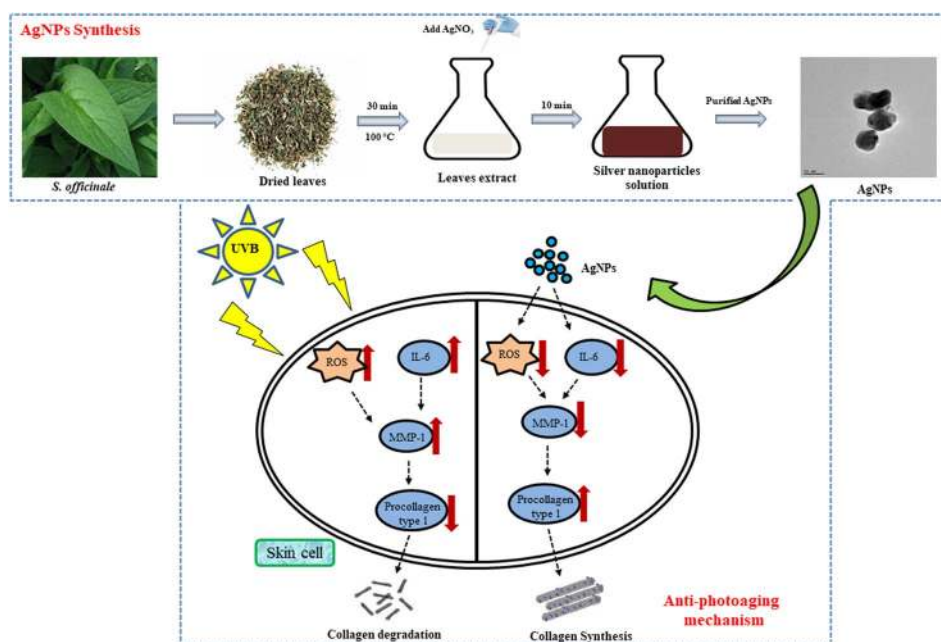 AgNPs Synthesis
Add AgNO₃
30 min
10 min
Purified AgNPs
100 °C
S. officinale
Dried leaves
Leaves extract
Silver nanoparticles
solution
AgNPs
UVB
AgNPs
ROS
IL-6
ROS
IL-6
MMP-1
MMP-1
Procollagen
type 1
Procollagen
type 1
Skin cell
Collagen degradation
Collagen Synthesis
Anti-photoaging
mechanism